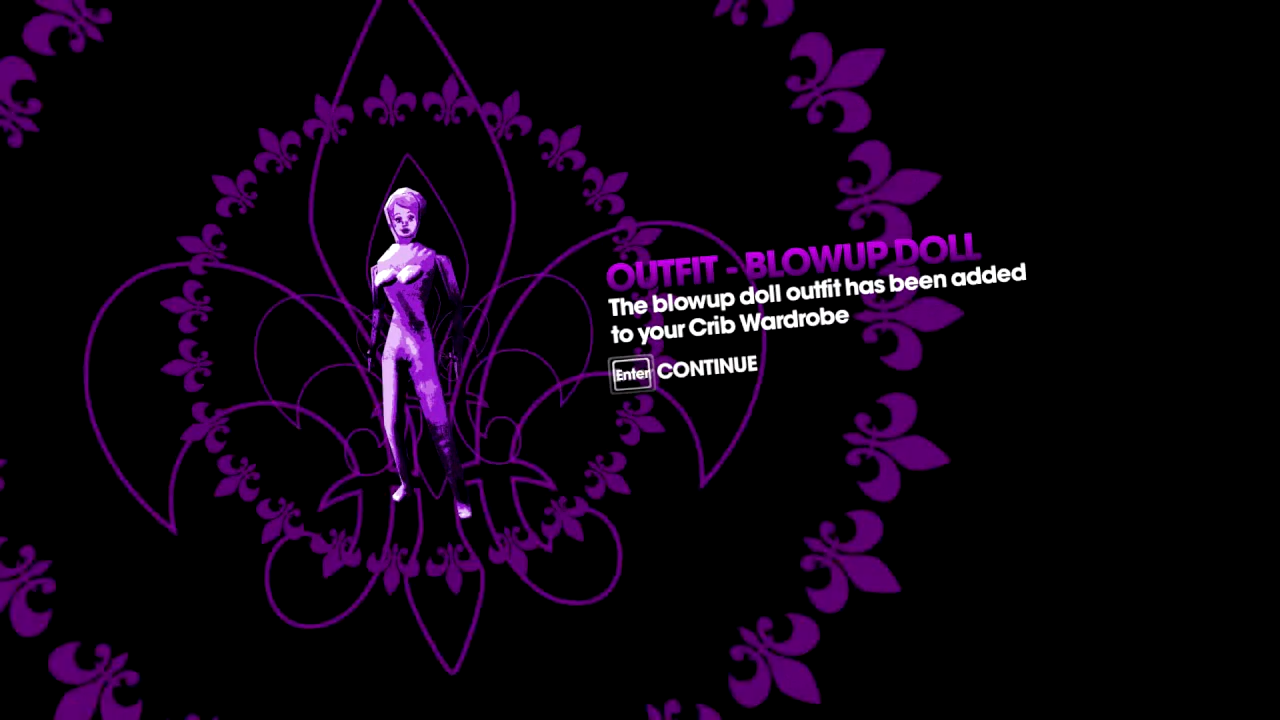 OUTFIT - BLOWUP DOLL
The blowup doll outfit has been added
to your Crib Wardrobe
Enter CONTINUE